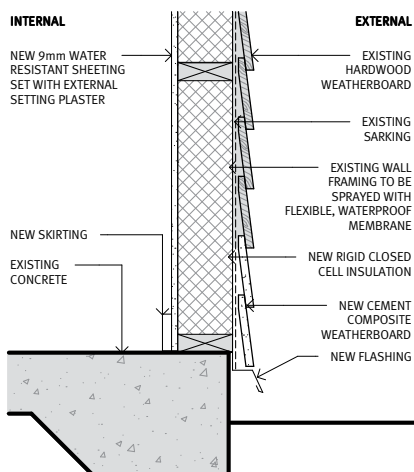 INTERNAL
NEW 9mm WATER
RESISTANT SHEETING
SET WITH EXTERNAL
SETTING PLASTER
NEW SKIRTING
EXISTING
CONCRETE
EXTERNAL
EXISTING
HARDWOOD
WEATHERBOARD
EXISTING
SARKING
EXISTING WALL
FRAMING TO BE
SPRAYED WITH
FLEXIBLE, WATERPROOF
MEMBRANE
NEW RIGID CLOSED
CELL INSULATION
NEW CEMENT
COMPOSITE
WEATHERBOARD
NEW FLASHING